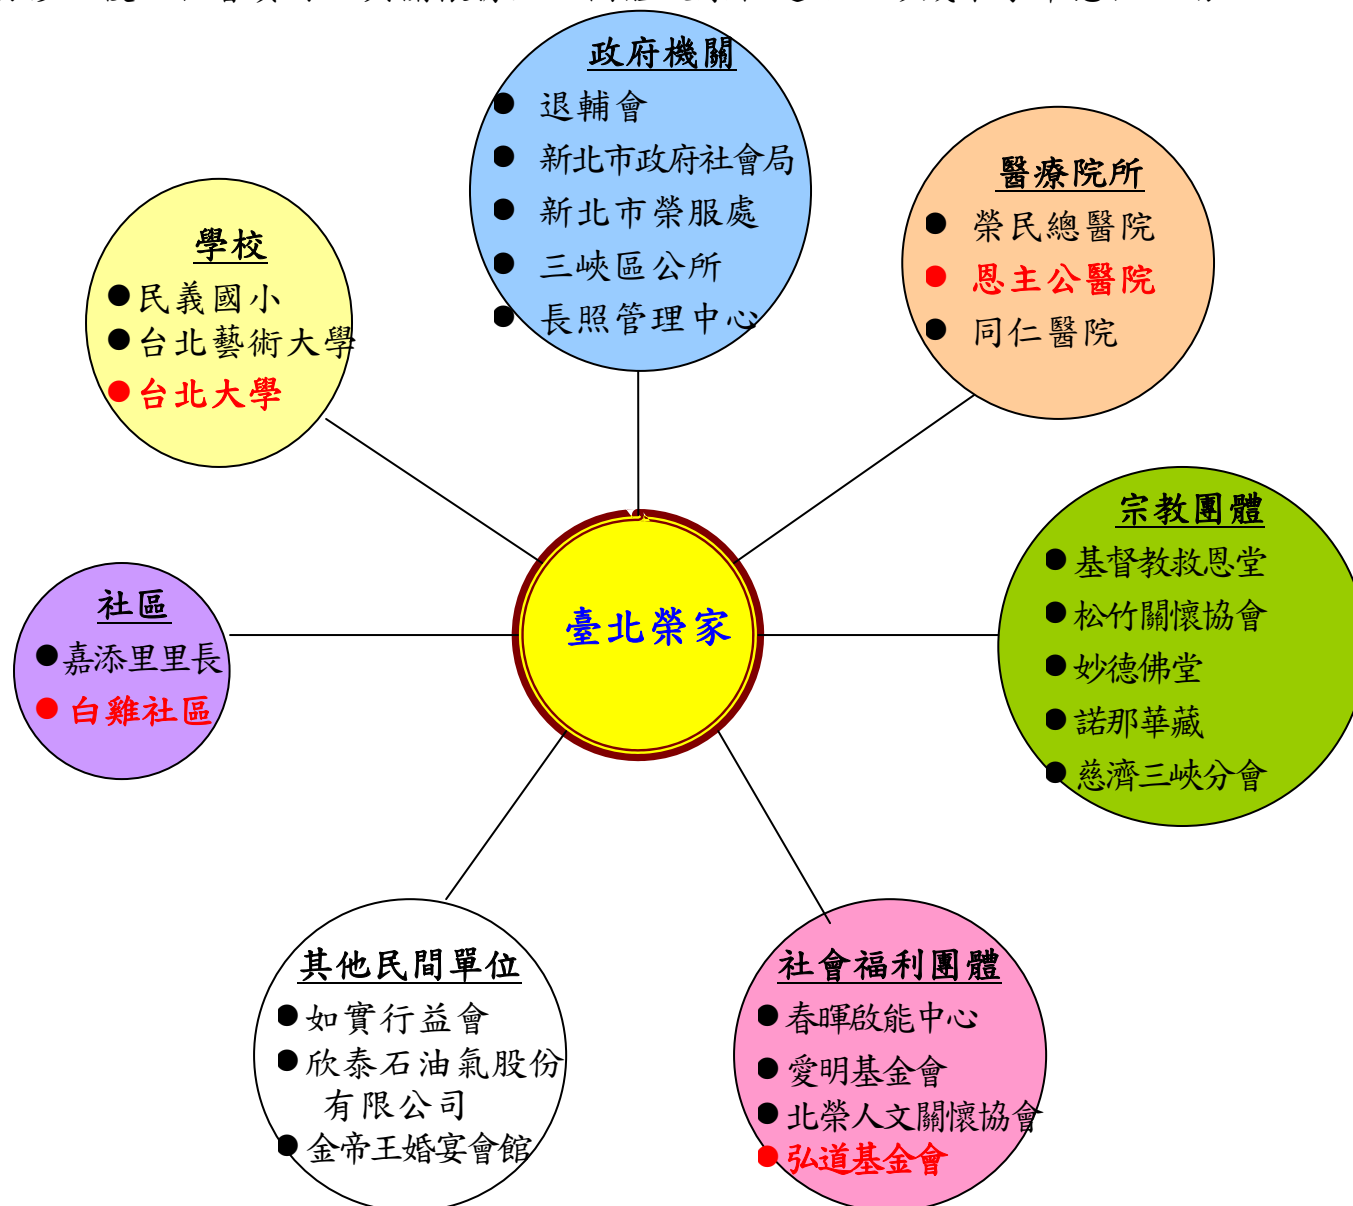 政府機關
● 退輔會
● 新北市政府社會局
● 新北市榮服處
● 三峽區公所
● 長照管理中心
醫療院所
● 榮民總醫院
● 恩主公醫院
● 同仁醫院
學校
● 民義國小
● 台北藝術大學
● 台北大學
宗教團體
● 基督教救恩堂
● 松竹關懷協會
● 妙德佛堂
● 諾那華藏
● 慈濟三峽分會
臺北榮家
社區
● 嘉添里里長
● 白雞社區
其他民間單位
● 如實行益會
● 欣泰石油氣股份
有限公司
● 金帝王婚宴會館
社會福利團體
● 春暉啟能中心
● 愛明基金會
● 北榮人文關懷協會
● 弘道基金會